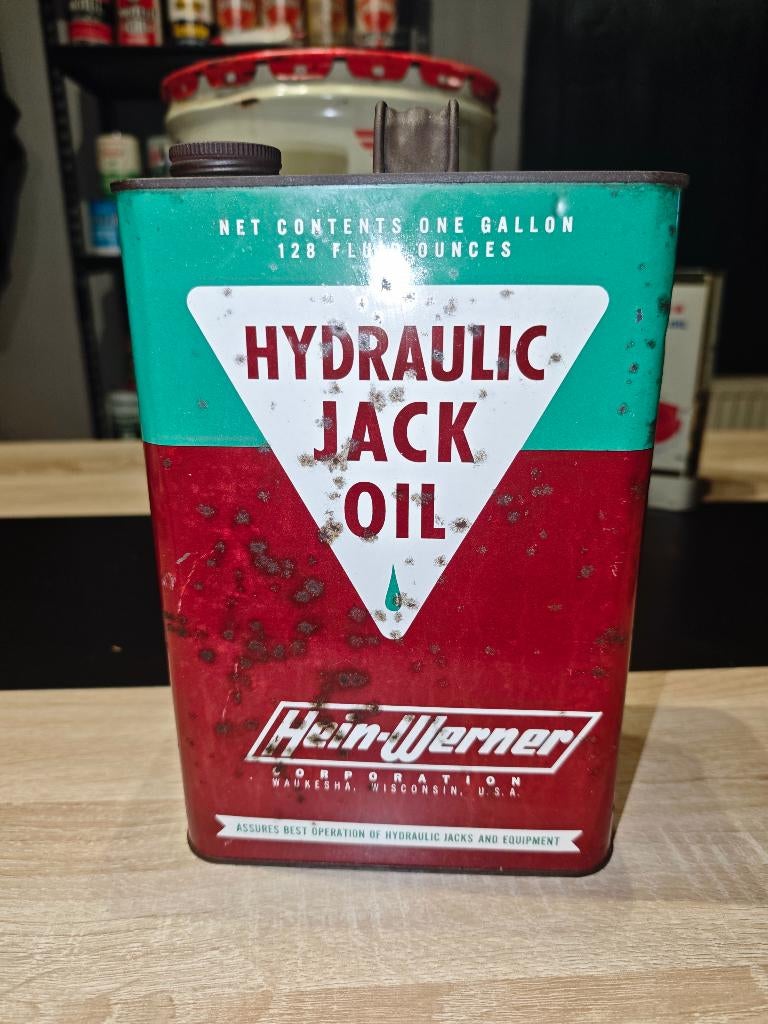 NET CONTENTS ONE GALLON
128 FLUID OUNCES
HYDRAULIC
JACK
OIL
Hein-Werner
CORPORATION
WAUKESHA, WISCONSIN, U.S.A.
ASSURES BEST OPERATION OF HYDRAULIC JACKS AND EQUIPMENT